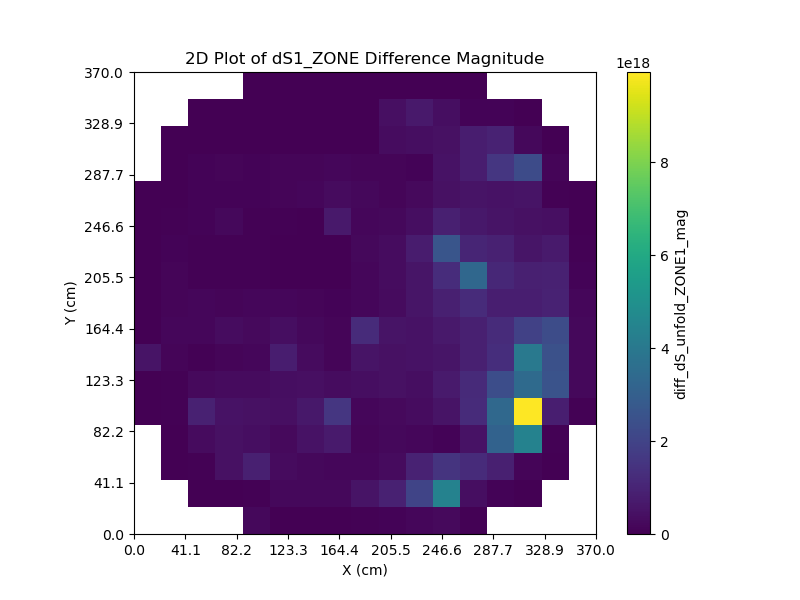 2D Plot of dS1_ZONE Difference Magnitude
1e18
370.0
328.9
287.7
246.6
205.5
164.4
123.3
82.2
41.1
0.0
Y (cm)
0.0 41.1 82.2 123.3 164.4 205.5 246.6 287.7 328.9 370.0
X (cm)
8
6
4
2
0
diff_dS_unfold_ZONE1_mag